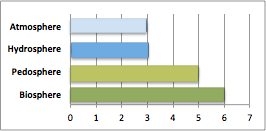 Atmosphere
Hydrosphere
Pedosphere
Biosphere
0 1 2 3 4 5 6 7